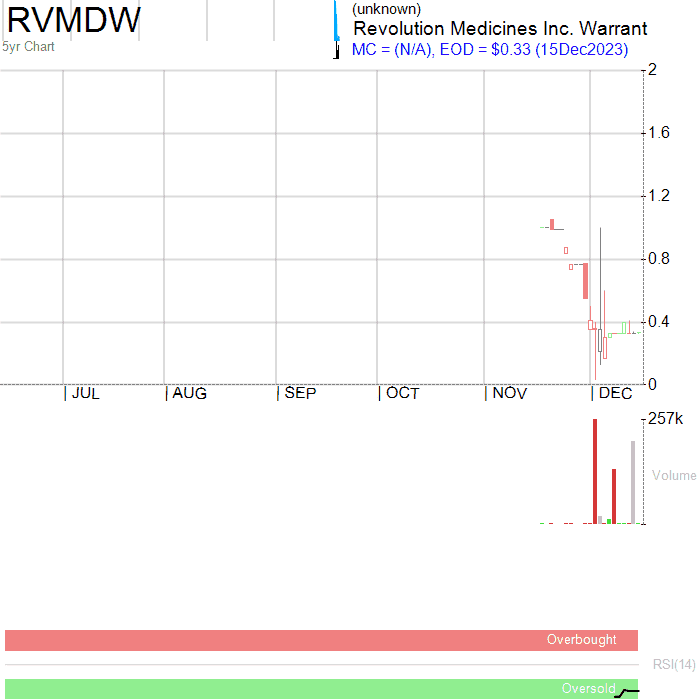 RVMDW
(unknown)
Revolution Medicines Inc. Warrant
5yr Chart
MC = (N/A), EOD = $0.33 (15Dec2023)
2
1.6
1.2
0.8
0.4
0
JUL AUG SEP OCT NOV DEC
257k
Volume
Overbought
RSI(14)
Oversold